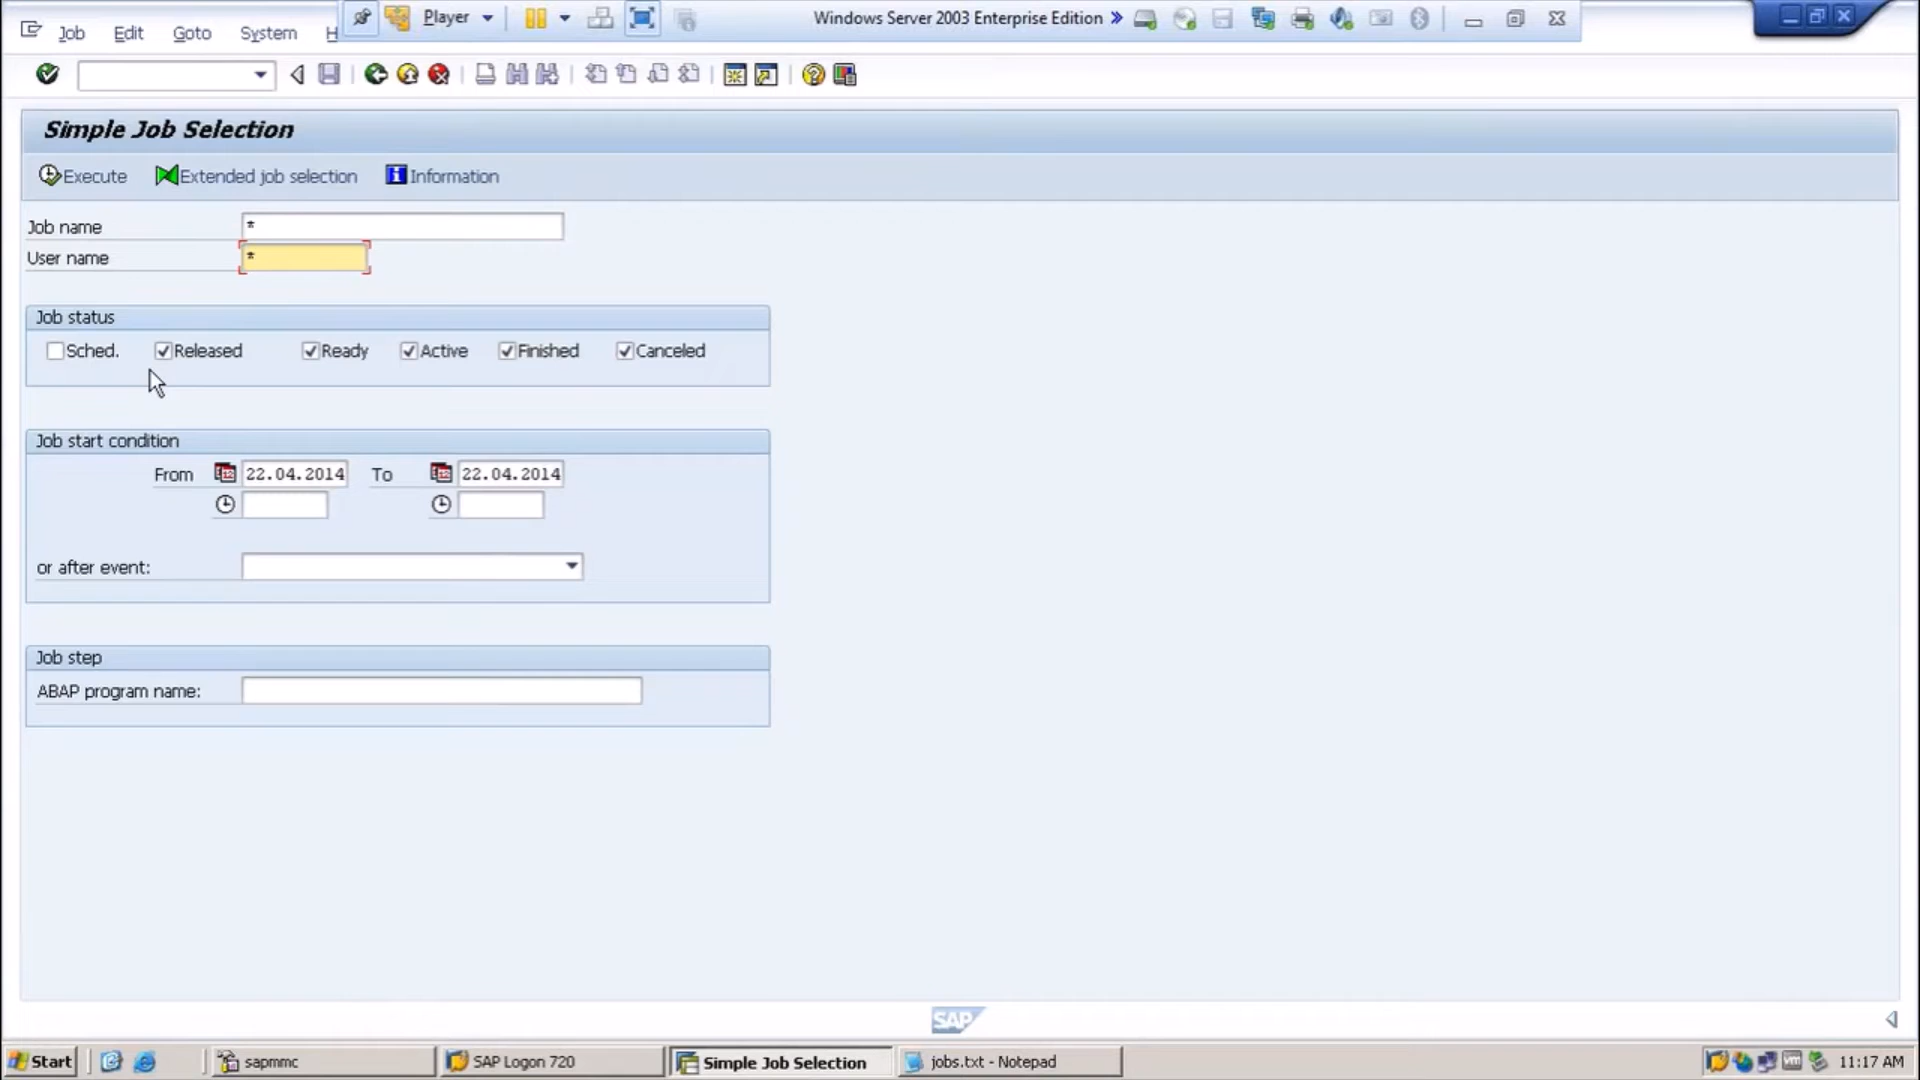 Player
Windows Server 2003 Enterprise Edition »
Job Edit Goto System H
Simple Job Selection
Execute Extended job selection Information
Job name *
User name *
Job status
Sched. Released Ready Active Finished Canceled
Job start condition
From 22.04.2014 To 22.04.2014
or after event:
Job step
ABAP program name:
SAP
Start sapmmc SAP Logon 720 Simple Job Selection jobs.txt - Notepad 11:17 AM